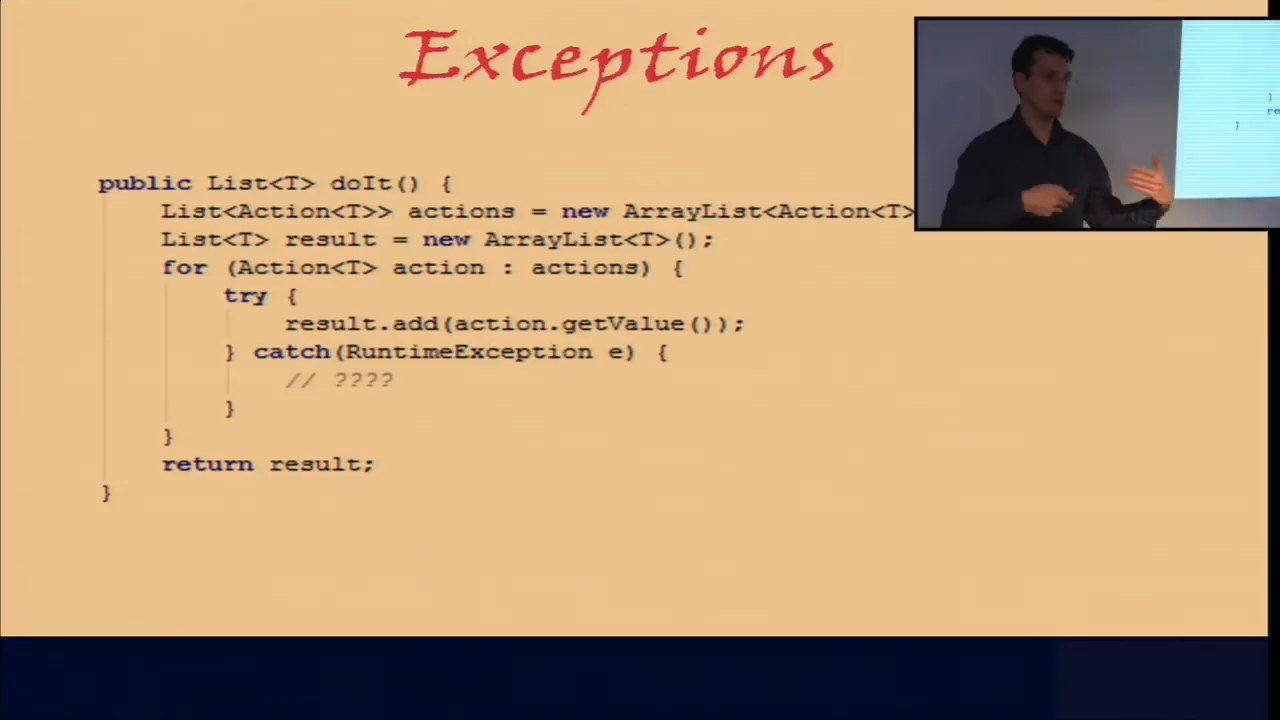 Exceptions
public List<T> doIt() {
List<Action<T>> actions = new ArrayList<Action<T>
List<T> result = new ArrayList<T>();
for (Action<T> action : actions) {
try {
result.add(action.getValue());
} catch(RuntimeException e) {
// ????
}
}
return result;
}
}
re
}